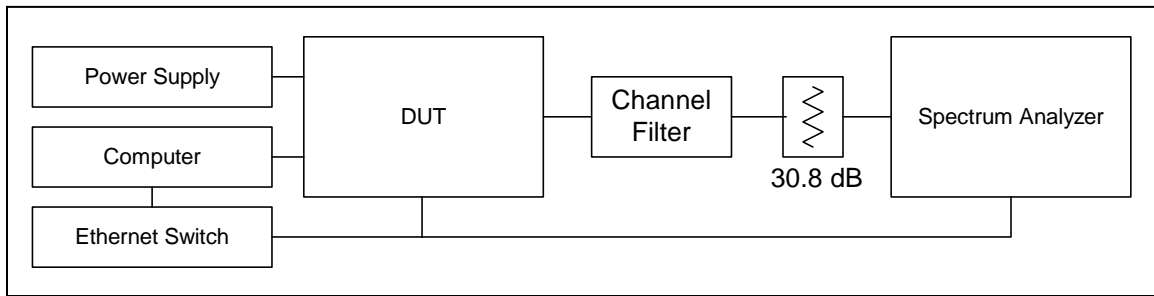 Power Supply
Computer
Ethernet Switch
DUT
Channel
Filter
30.8 dB
Spectrum Analyzer